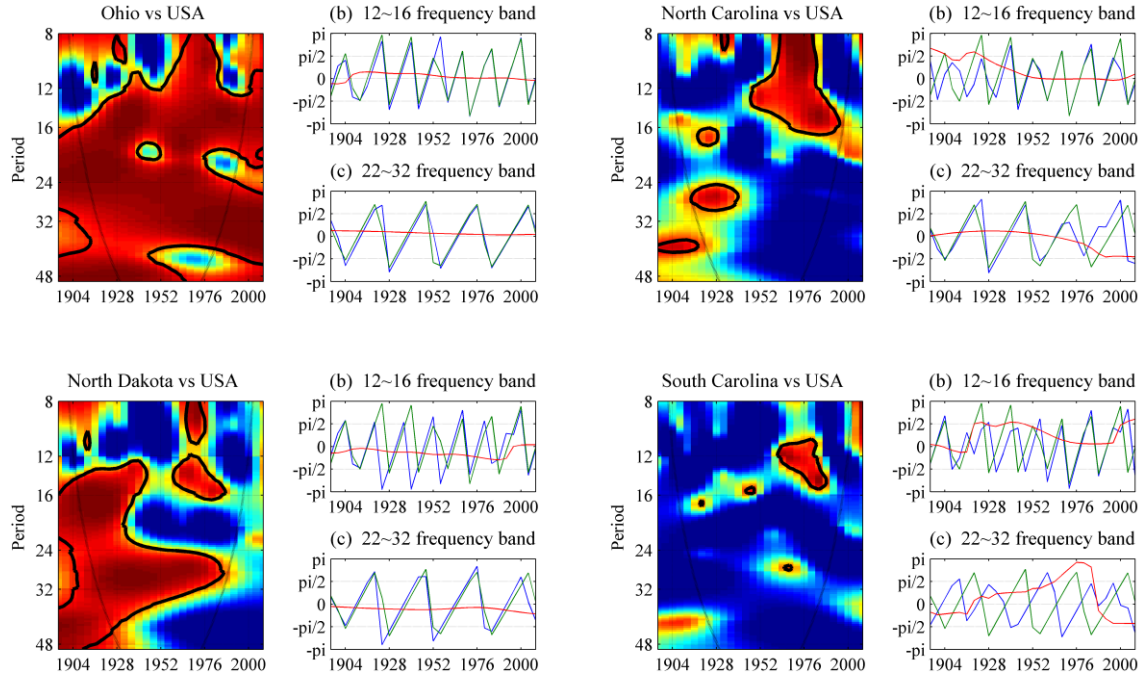 Ohio vs USA
Period
8
12
16
24
32
48
1904 1928 1952 1976 2000
(b) 12~16 frequency band
pi
pi/2
0
-pi/2
-pi
1904 1928 1952 1976 2000
(c) 22~32 frequency band
pi
pi/2
0
-pi/2
-pi
1904 1928 1952 1976 2000
North Carolina vs USA
Period
8
12
16
24
32
48
1904 1928 1952 1976 2000
(b) 12~16 frequency band
pi
pi/2
0
-pi/2
-pi
1904 1928 1952 1976 2000
(c) 22~32 frequency band
pi
pi/2
0
-pi/2
-pi
1904 1928 1952 1976 2000
North Dakota vs USA
Period
8
12
16
24
32
48
1904 1928 1952 1976 2000
(b) 12~16 frequency band
pi
pi/2
0
-pi/2
-pi
1904 1928 1952 1976 2000
(c) 22~32 frequency band
pi
pi/2
0
-pi/2
-pi
1904 1928 1952 1976 2000
South Carolina vs USA
Period
8
12
16
24
32
48
1904 1928 1952 1976 2000
(b) 12~16 frequency band
pi
pi/2
0
-pi/2
-pi
1904 1928 1952 1976 2000
(c) 22~32 frequency band
pi
pi/2
0
-pi/2
-pi
1904 1928 1952 1976 2000